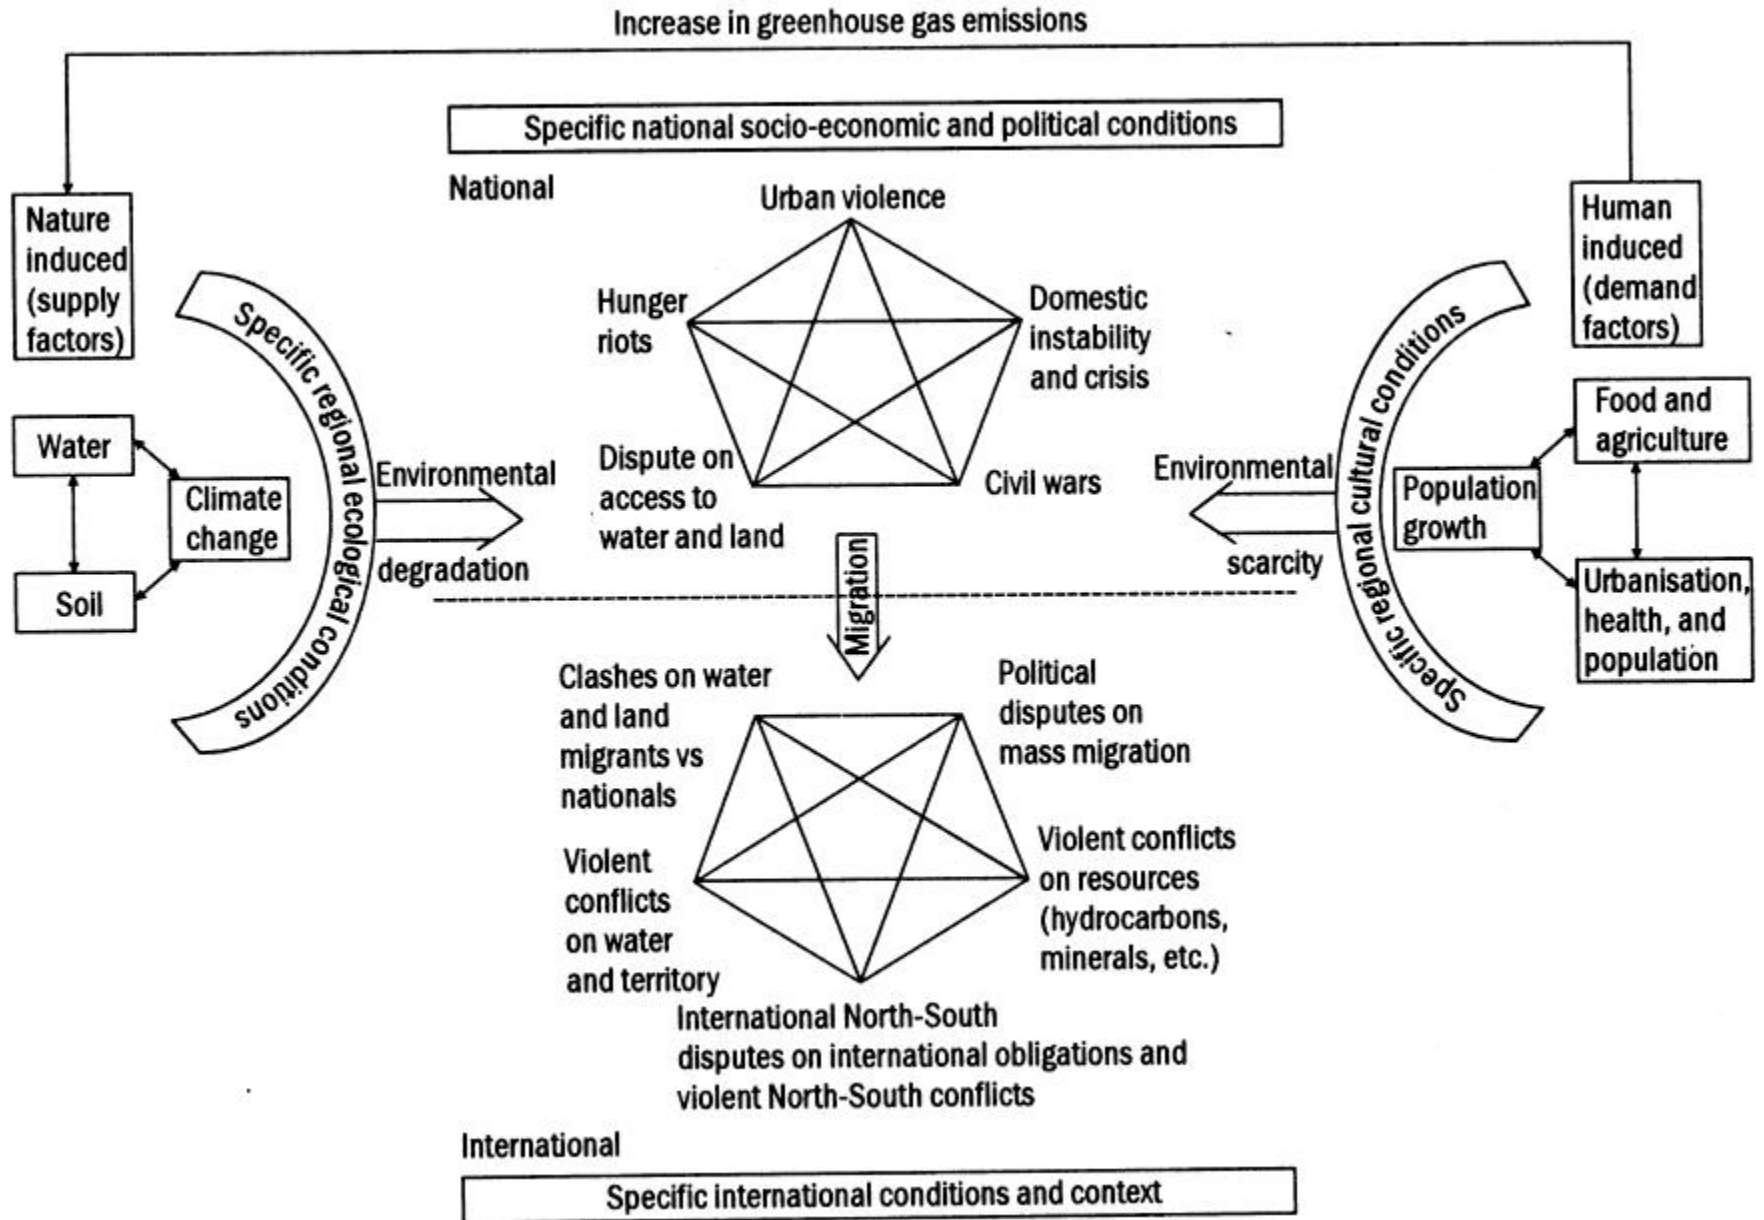 Increase in greenhouse gas emissions
Specific national socio-economic and political conditions
National
Nature
induced
(supply
factors)
Water
Soil
Climate
change
Specific regional ecological conditions
Environmental
degradation
Urban violence
Hunger
riots
Domestic
instability
and crisis
Dispute on
access to
water and land
Civil wars
Migration
Environmental
scarcity
Specific regional cultural conditions
Human
induced
(demand
factors)
Food and
agriculture
Population
growth
Urbanisation,
health, and
population
Clashes on water
and land
migrants vs
nationals
Political
disputes on
mass migration
Violent
conflicts
on water
and territory
Violent conflicts
on resources
(hydrocarbons,
minerals, etc.)
International North-South
disputes on international obligations and
violent North-South conflicts
International
Specific international conditions and context